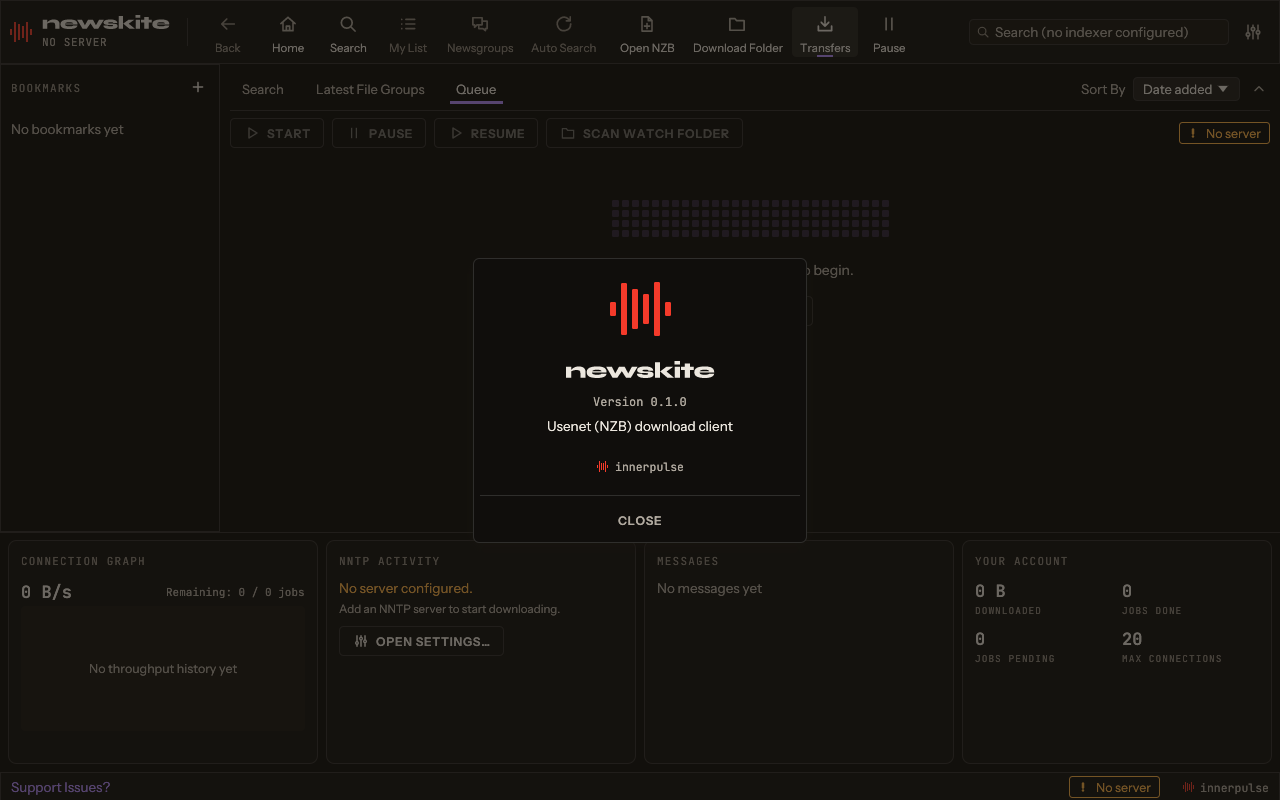 newskite
NO SERVER
Back
Home
Search
My List
Newsgroups
Auto Search
Open NZB
Download Folder
Transfers
Pause
Search (no indexer configured)
BOOKMARKS
No bookmarks yet
Search
Latest File Groups
Queue
Sort By
Date added
START
PAUSE
RESUME
SCAN WATCH FOLDER
No server
begin.
newskite
Version 0.1.0
Usenet (NZB) download client
innerpulse
CLOSE
CONNECTION GRAPH
0 B/s
Remaining: 0 / 0 jobs
No throughput history yet
NNTP ACTIVITY
No server configured.
Add an NNTP server to start downloading.
OPEN SETTINGS…
MESSAGES
No messages yet
YOUR ACCOUNT
0 B
DOWNLOADED
0
JOBS DONE
0
JOBS PENDING
20
MAX CONNECTIONS
Support Issues?
No server
innerpulse